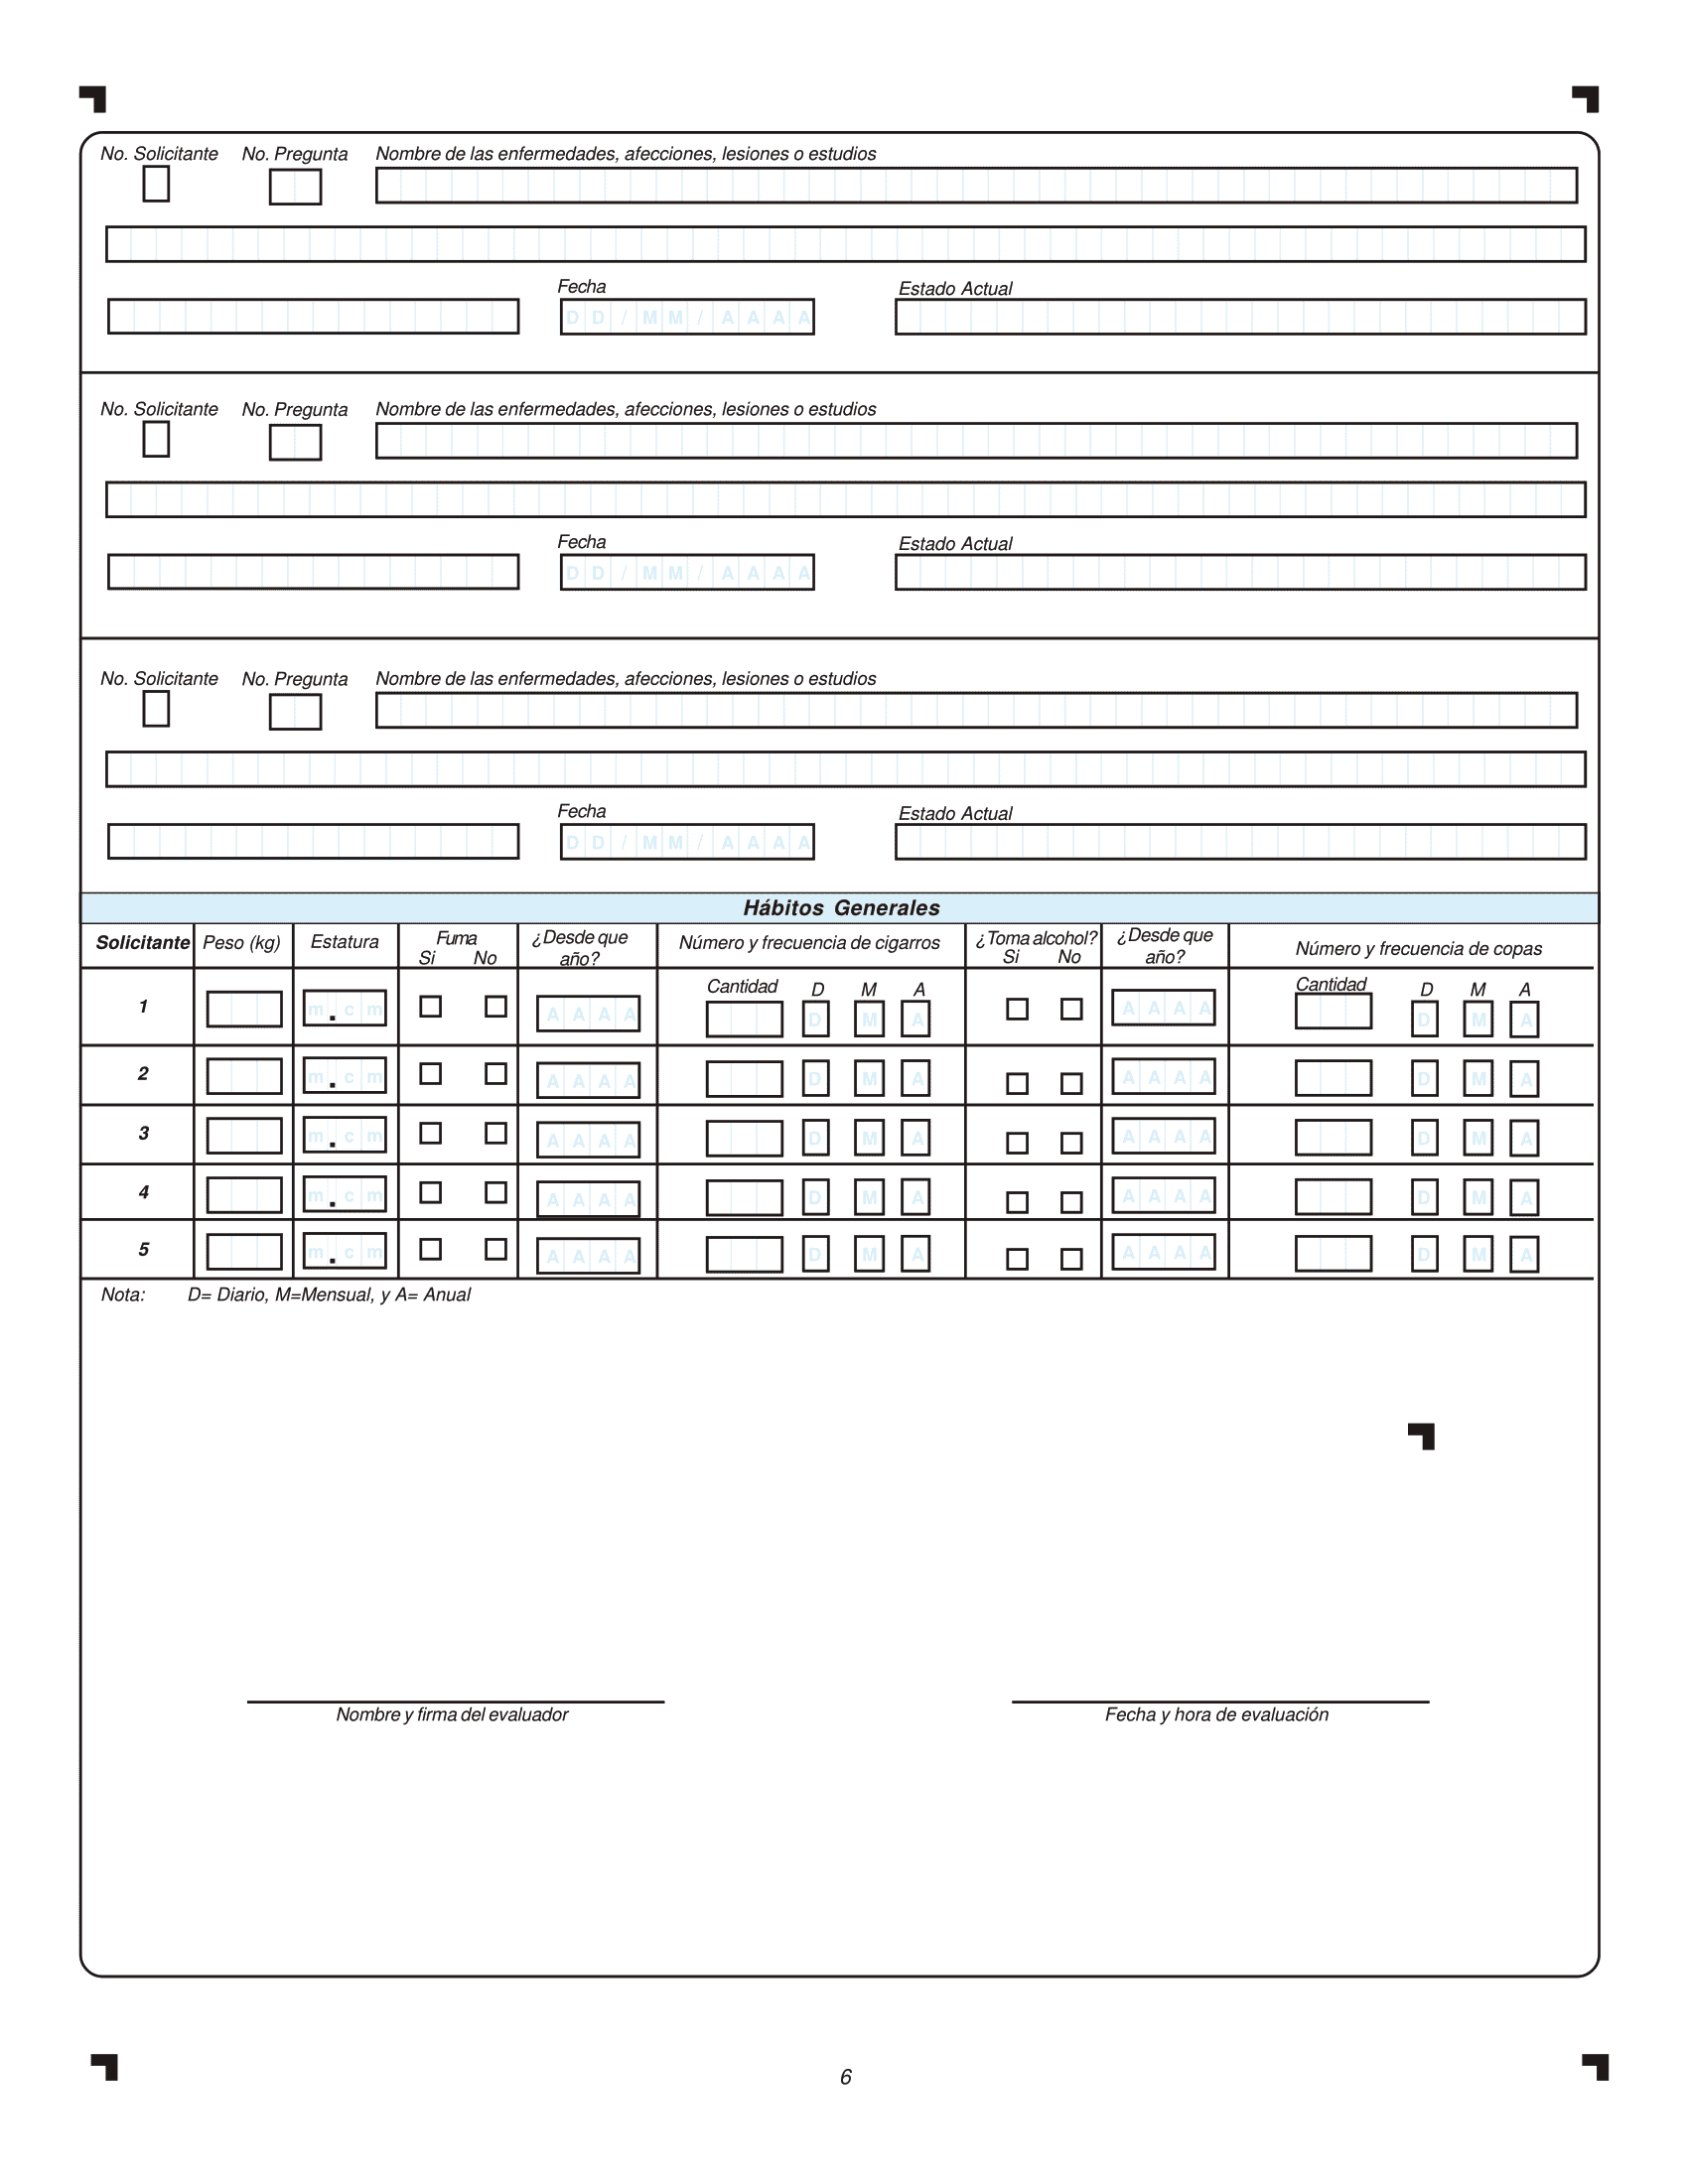 No. Solicitante No. Pregunta Nombre de las enfermedades, afecciones, lesiones o estudios
Fecha Estado Actual
D D / M M / A A A A
No. Solicitante No. Pregunta Nombre de las enfermedades, afecciones, lesiones o estudios
Fecha Estado Actual
D D / M M / A A A A
No. Solicitante No. Pregunta Nombre de las enfermedades, afecciones, lesiones o estudios
Fecha Estado Actual
D D / M M / A A A A
Hábitos Generales
Solicitante Peso (kg) Estatura Fuma ¿Desde que Número y frecuencia de cigarros ¿Toma alcohol? ¿Desde que Número y frecuencia de copas
Si No año? Si No año?
Cantidad D M A Cantidad D M A
1 m . c m A A A A D M A A A A A D M A
2 m . c m A A A A D M A A A A A D M A
3 m . c m A A A A D M A A A A A D M A
4 m . c m A A A A D M A A A A A D M A
5 m . c m A A A A D M A A A A A D M A
Nota: D= Diario, M=Mensual, y A= Anual
Nombre y firma del evaluador Fecha y hora de evaluación
6